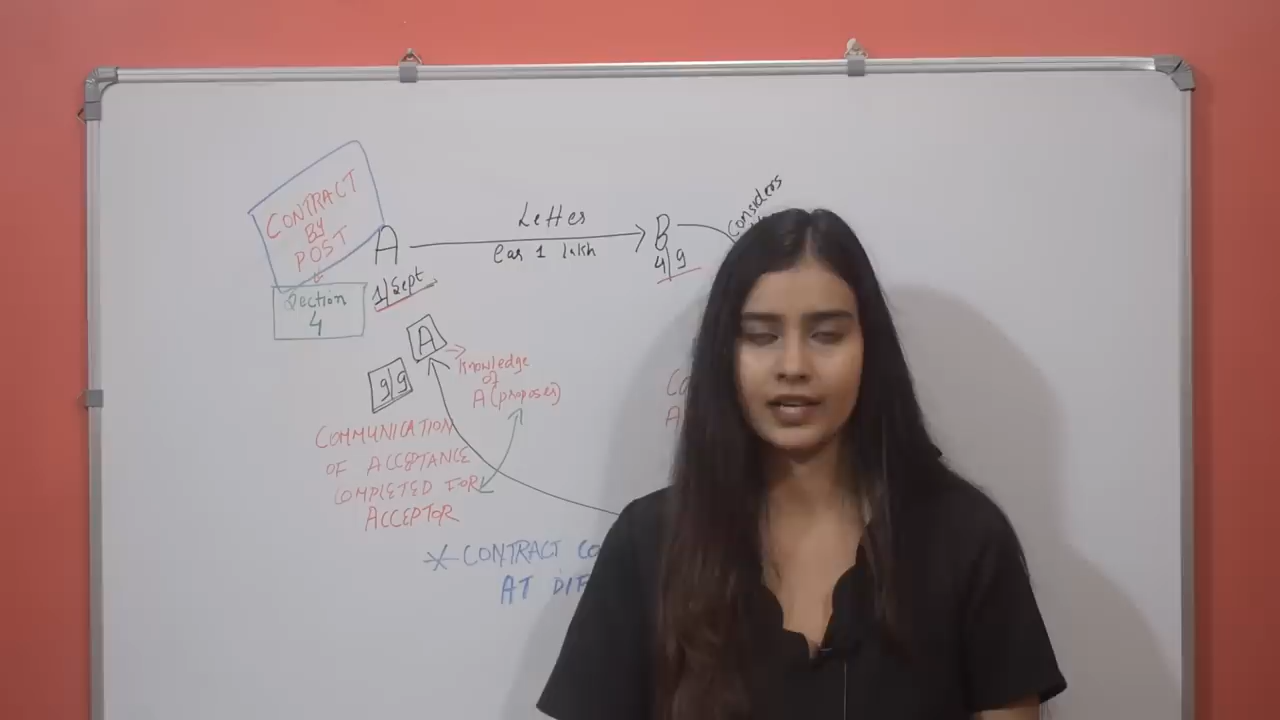 CONTRACT
BY
POST
Section
4
A
1/Sept
Letter
Car 1 lakh
B
4/9
Considers
A
9/9
Knowledge
of
A (proposer)
COMMUNICATION
OF ACCEPTANCE
COMPLETED FOR
ACCEPTOR
* CONTRACT
AT